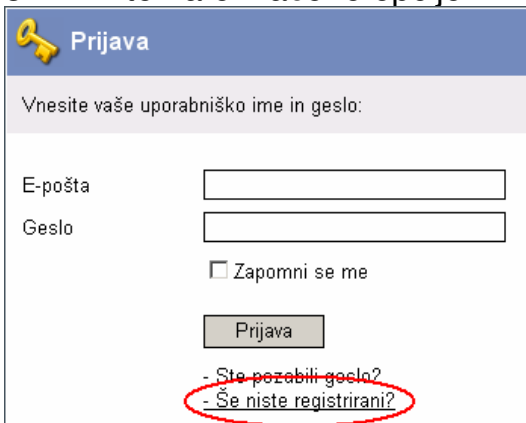 Prijava
Vnesite vaše uporabniško ime in geslo:
E-pošta
Geslo
Zapomni se me
Prijava
- Ste pozabili geslo?
- Še niste registrirani?